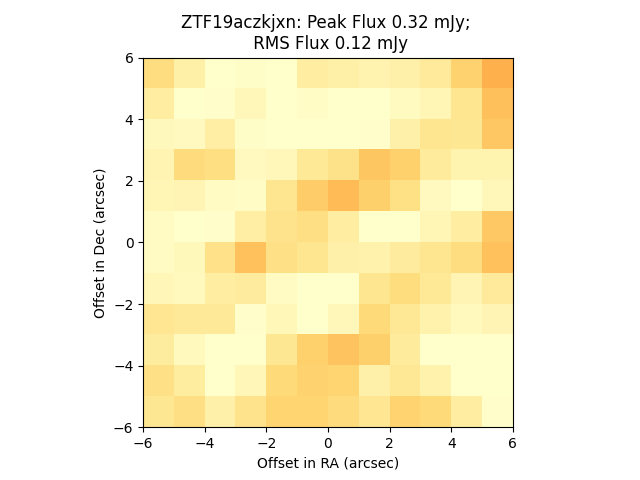 ZTF19aczkjxn: Peak Flux 0.32 mJy;
RMS Flux 0.12 mJy
6
4
2
0
−2
−4
−6
Offset in Dec (arcsec)
−6 −4 −2 0 2 4 6
Offset in RA (arcsec)